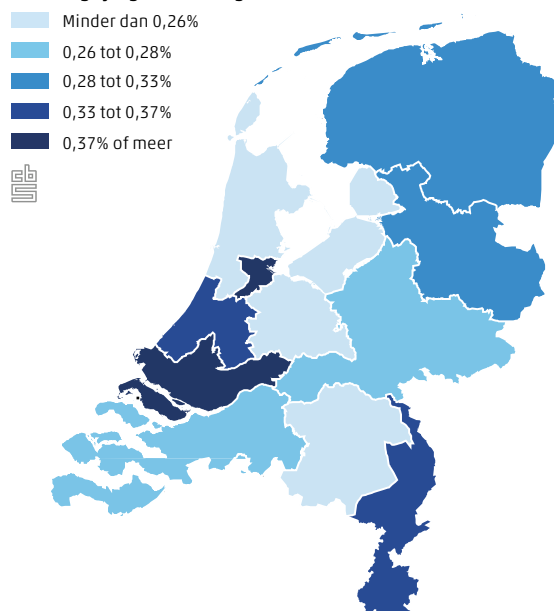 Minder dan 0,26%
0,26 tot 0,28%
0,28 tot 0,33%
0,33 tot 0,37%
0,37% of meer
cbs